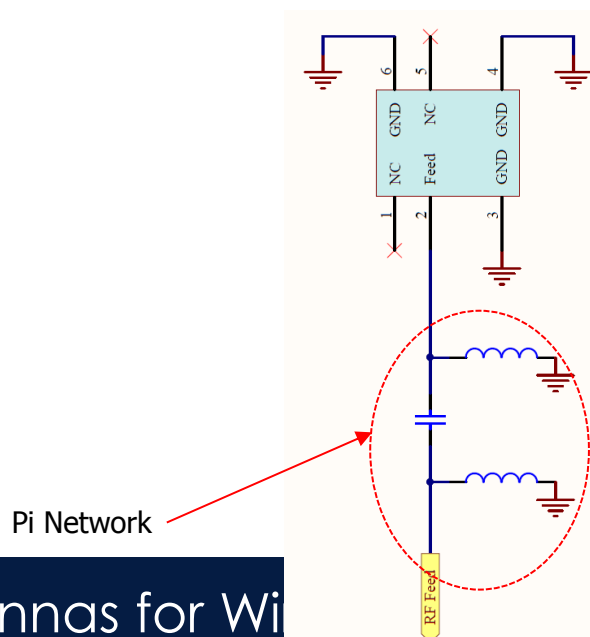 6 5 4
GND NC GND
NC Feed GND
1 2 3
Pi Network
RF Feed
nnas for Wi